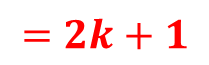 = 2k + 1